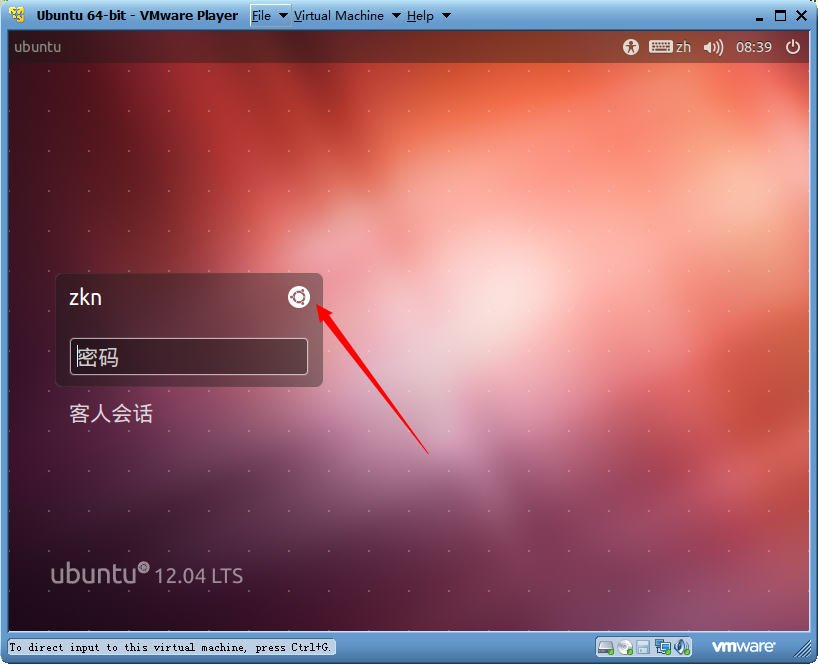 Ubuntu 64-bit - VMware Player File Virtual Machine Help
ubuntu zh 08:39
zkn
密码
客人会话
ubuntu 12.04 LTS
To direct input to this virtual machine, press Ctrl+G.
vmware